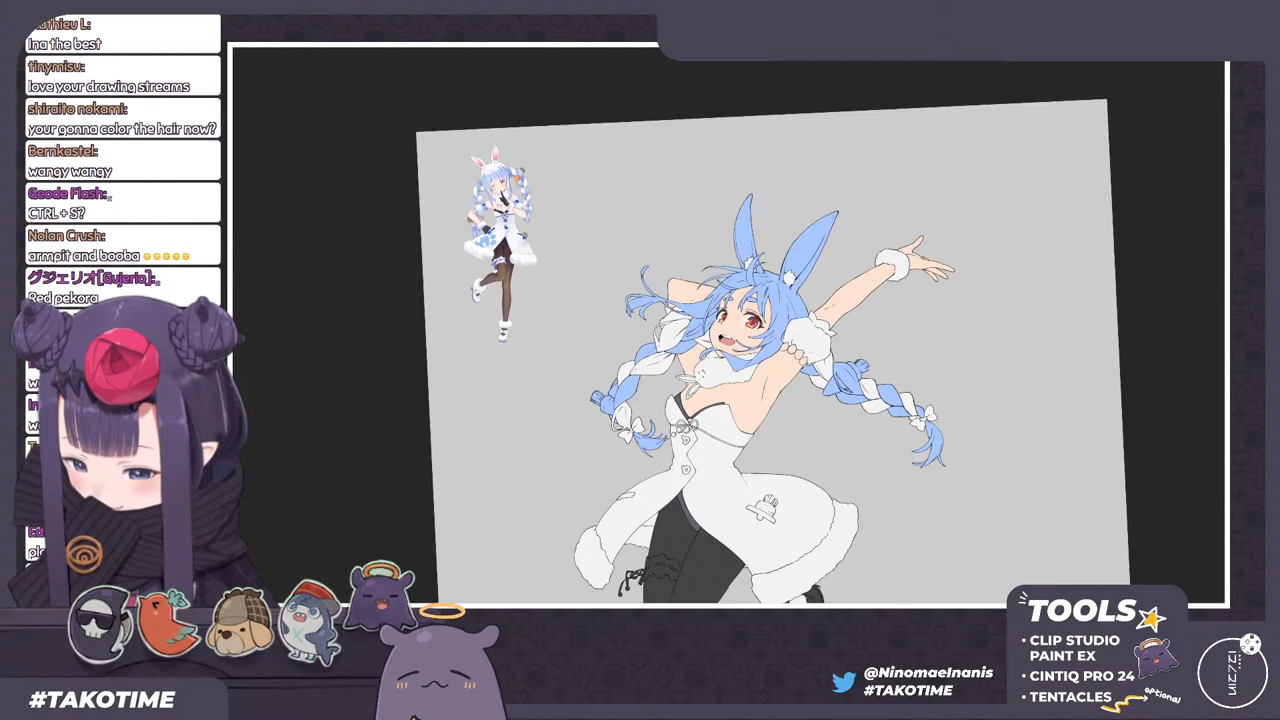 Mathieu L:
Ina the best
tinymisu:
love your drawing streams
shiraito nokami:
your gonna color the hair now?
Bernkastel:
wangy wangy
Geode Flash:
CTRL + S?
Nolan Crush:
armpit and booba
グジェリオ[Gujerio]:
Red pekora
#TAKOTIME
@NinomaeInanis
#TAKOTIME
TOOLS
• CLIP STUDIO
PAINT EX
• CINTIQ PRO 24
• TENTACLES
optional